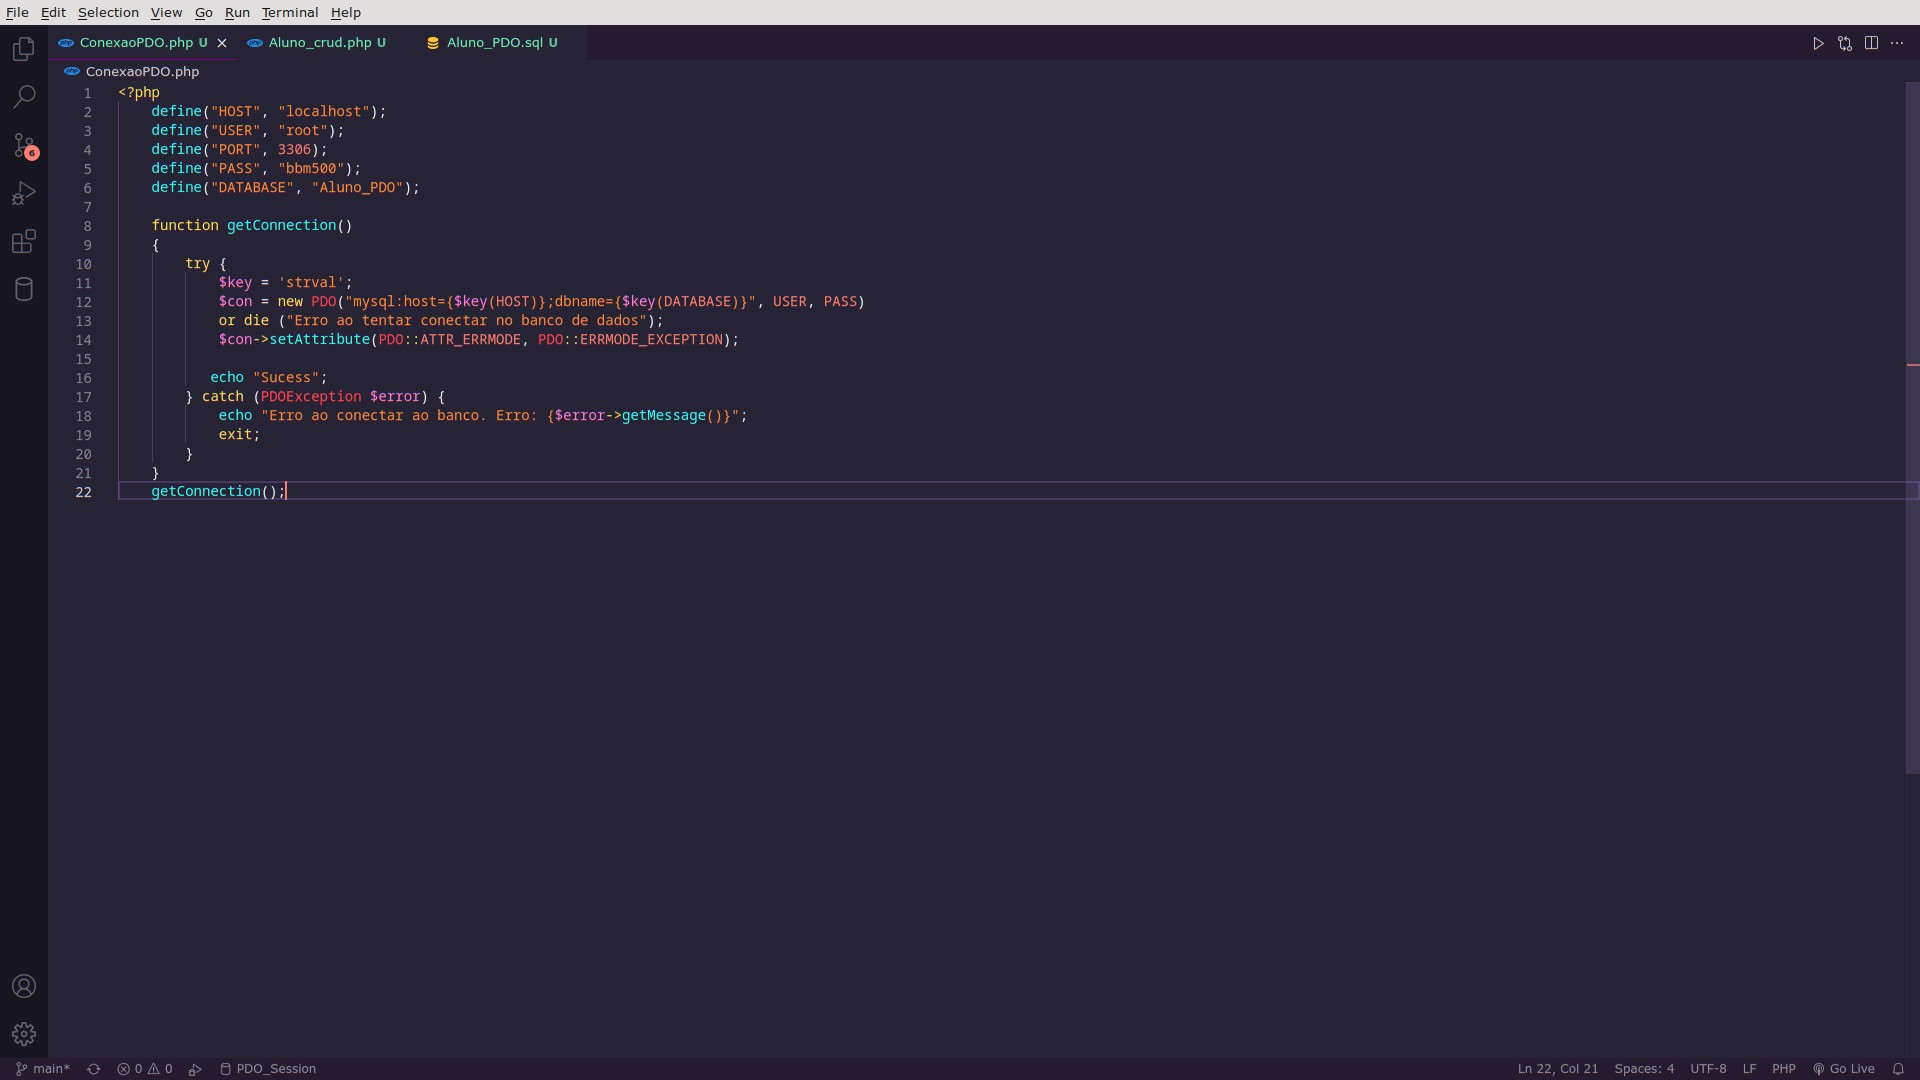 File Edit Selection View Go Run Terminal Help
ConexaoPDO.php U Aluno_crud.php U Aluno_PDO.sql U
ConexaoPDO.php
1 <?php
2 define("HOST", "localhost");
3 define("USER", "root");
4 define("PORT", 3306);
5 define("PASS", "bbm500");
6 define("DATABASE", "Aluno_PDO");
7
8 function getConnection()
9 {
10 try {
11 $key = 'strval';
12 $con = new PDO("mysql:host={$key(HOST)};dbname={$key(DATABASE)}", USER, PASS)
13 or die ("Erro ao tentar conectar no banco de dados");
14 $con->setAttribute(PDO::ATTR_ERRMODE, PDO::ERRMODE_EXCEPTION);
15
16 echo "Sucess";
17 } catch (PDOException $error) {
18 echo "Erro ao conectar ao banco. Erro: {$error->getMessage()}";
19 exit;
20 }
21 }
22 getConnection();
6
main* 0 0 PDO_Session Ln 22, Col 21 Spaces: 4 UTF-8 LF PHP Go Live